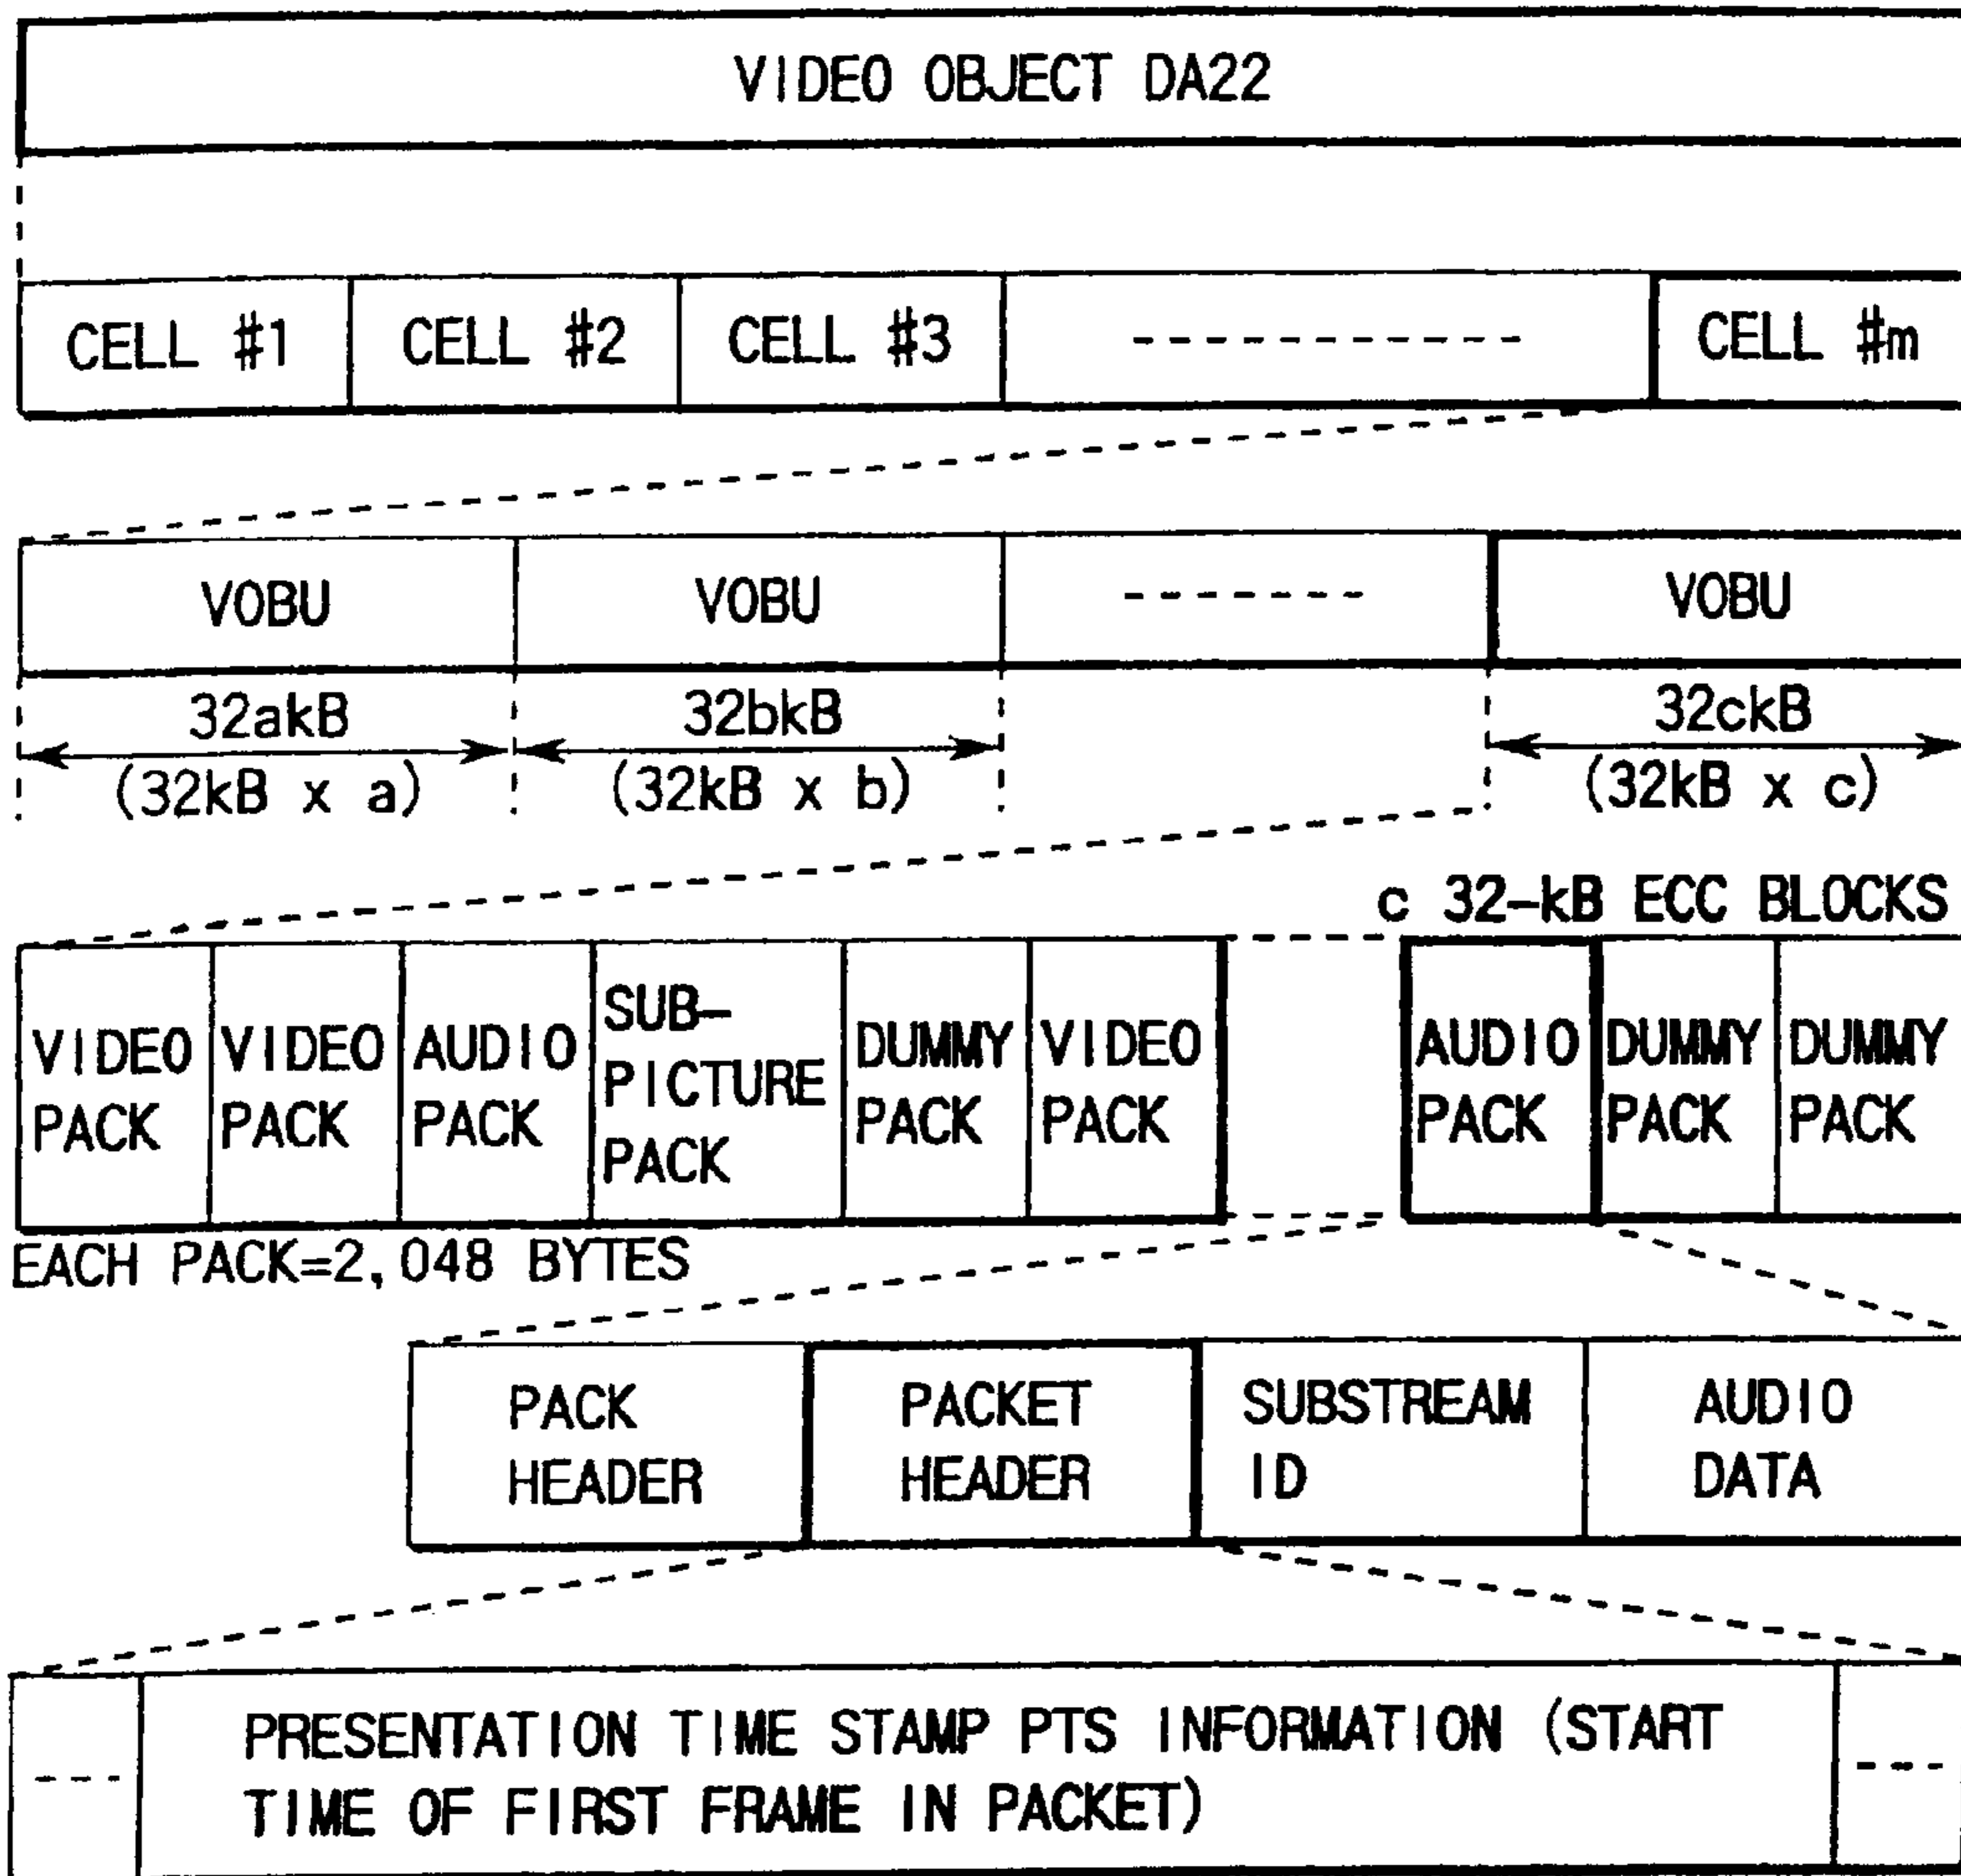 VIDEO OBJECT DA22
CELL #1
CELL #2
CELL #3
CELL #m
VOBU
VOBU
VOBU
32akB
32bkB
32ckB
(32kB x a)
(32kB x b)
(32kB x c)
c 32-kB ECC BLOCKS
VIDEO
PACK
VIDEO
PACK
AUDIO
PACK
SUB-
PICTURE
PACK
DUMMY
PACK
VIDEO
PACK
AUDIO
PACK
DUMMY
PACK
DUMMY
PACK
EACH PACK=2,048 BYTES
PACK
HEADER
PACKET
HEADER
SUBSTREAM
ID
AUDIO
DATA
PRESENTATION TIME STAMP PTS INFORMATION (START
TIME OF FIRST FRAME IN PACKET)